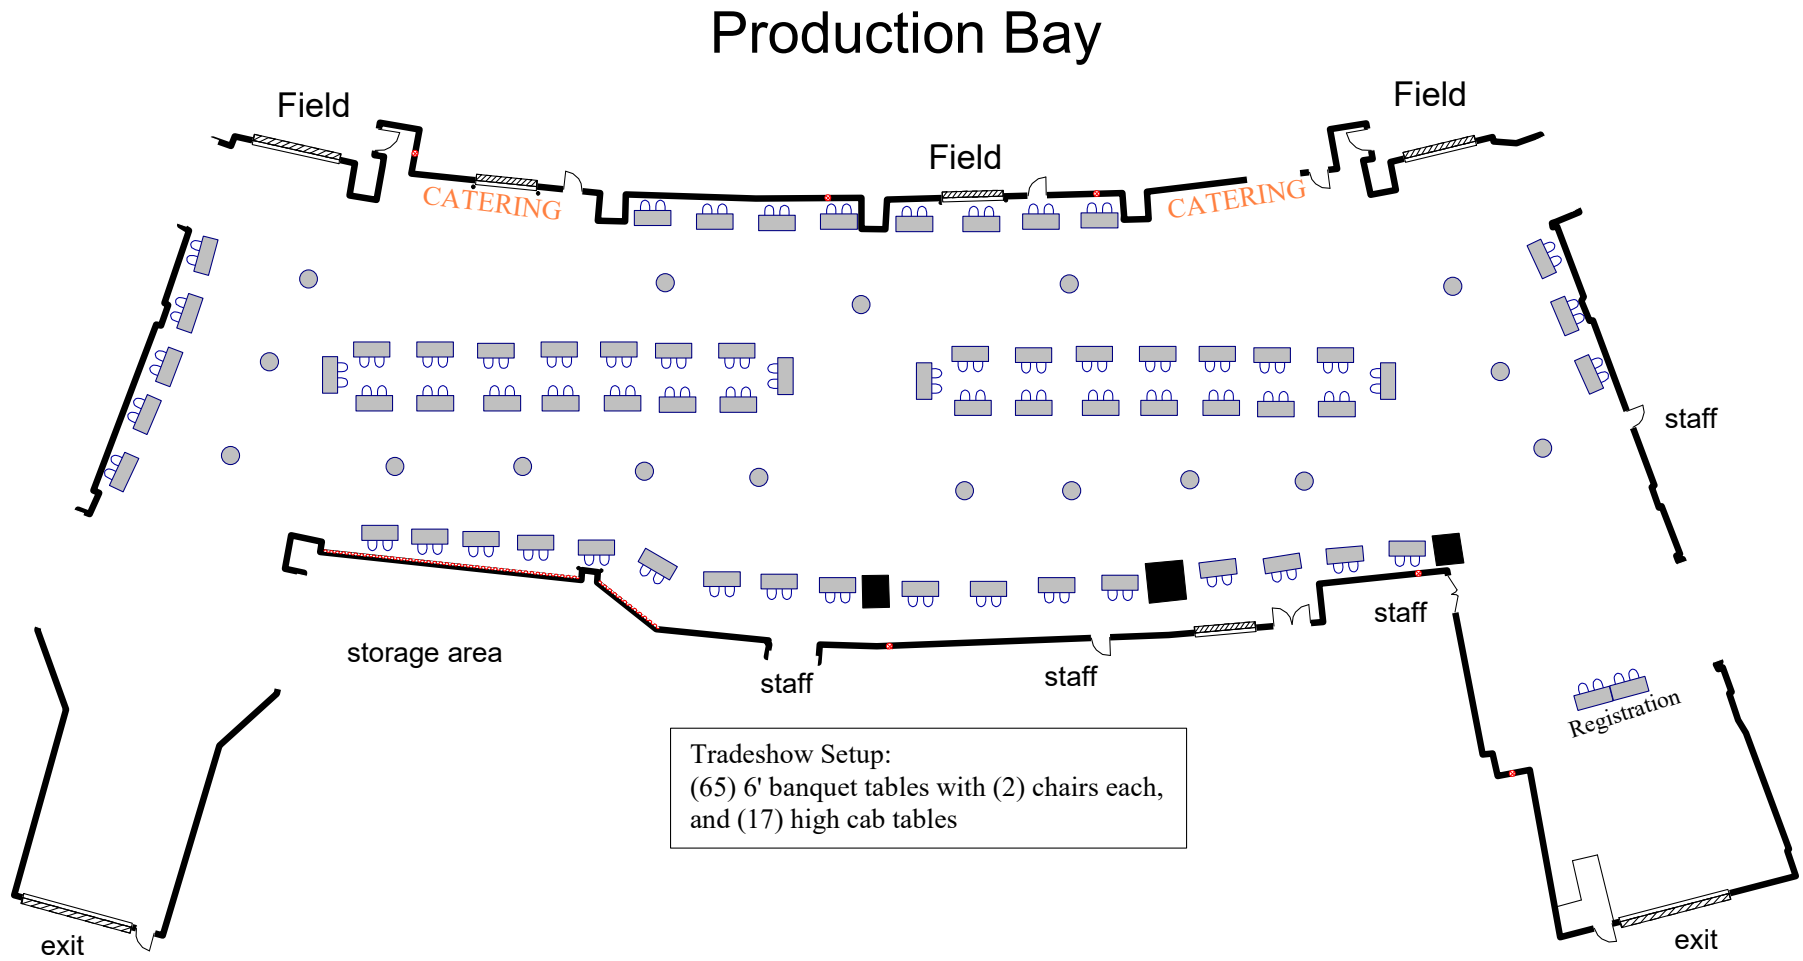 Production Bay
Field
Field
Field
CATERING
CATERING
staff
storage area
staff
staff
staff
Registration
Tradeshow Setup:
(65) 6' banquet tables with (2) chairs each,
and (17) high cab tables
exit
exit